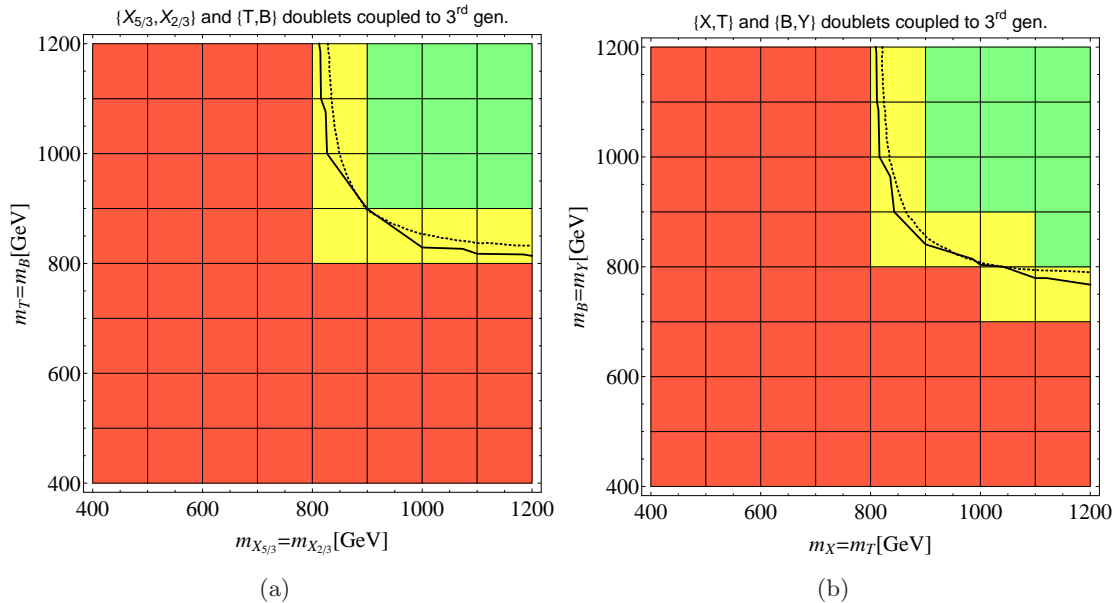 {X5/3,X2/3} and {T,B} doublets coupled to 3rd gen.
1200
1000
800
600
400
mT=mB[GeV]
400 600 800 1000 1200
mX5/3=mX2/3[GeV]
(a)
{X,T} and {B,Y} doublets coupled to 3rd gen.
1200
1000
800
600
400
mB=mY[GeV]
400 600 800 1000 1200
mX=mT[GeV]
(b)